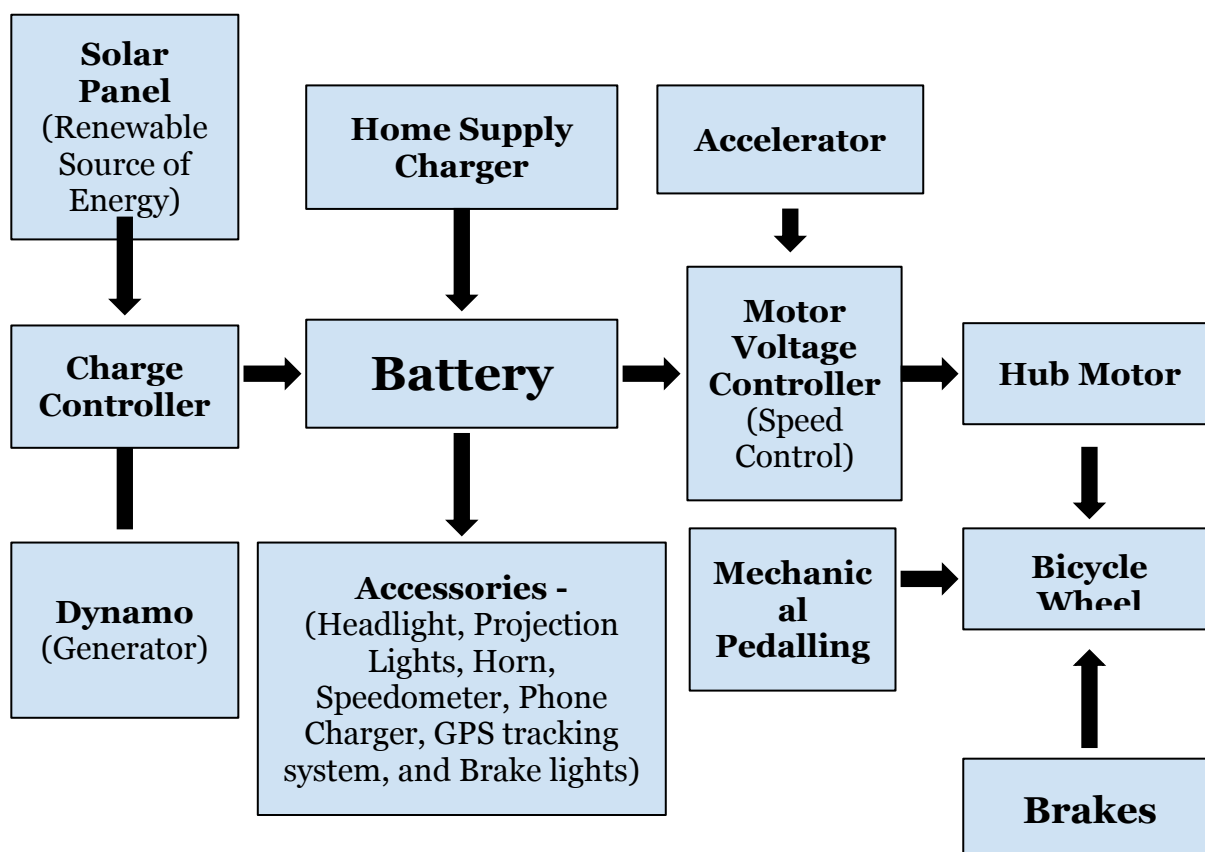 Solar
Panel
(Renewable
Source of
Energy)
Home Supply
Charger
Accelerator
Charge
Controller
Battery
Motor
Voltage
Controller
(Speed
Control)
Hub Motor
Dynamo
(Generator)
Accessories -
(Headlight, Projection
Lights, Horn,
Speedometer, Phone
Charger, GPS tracking
system, and Brake lights)
Mechanic
al
Pedalling
Bicycle
Wheel
Brakes